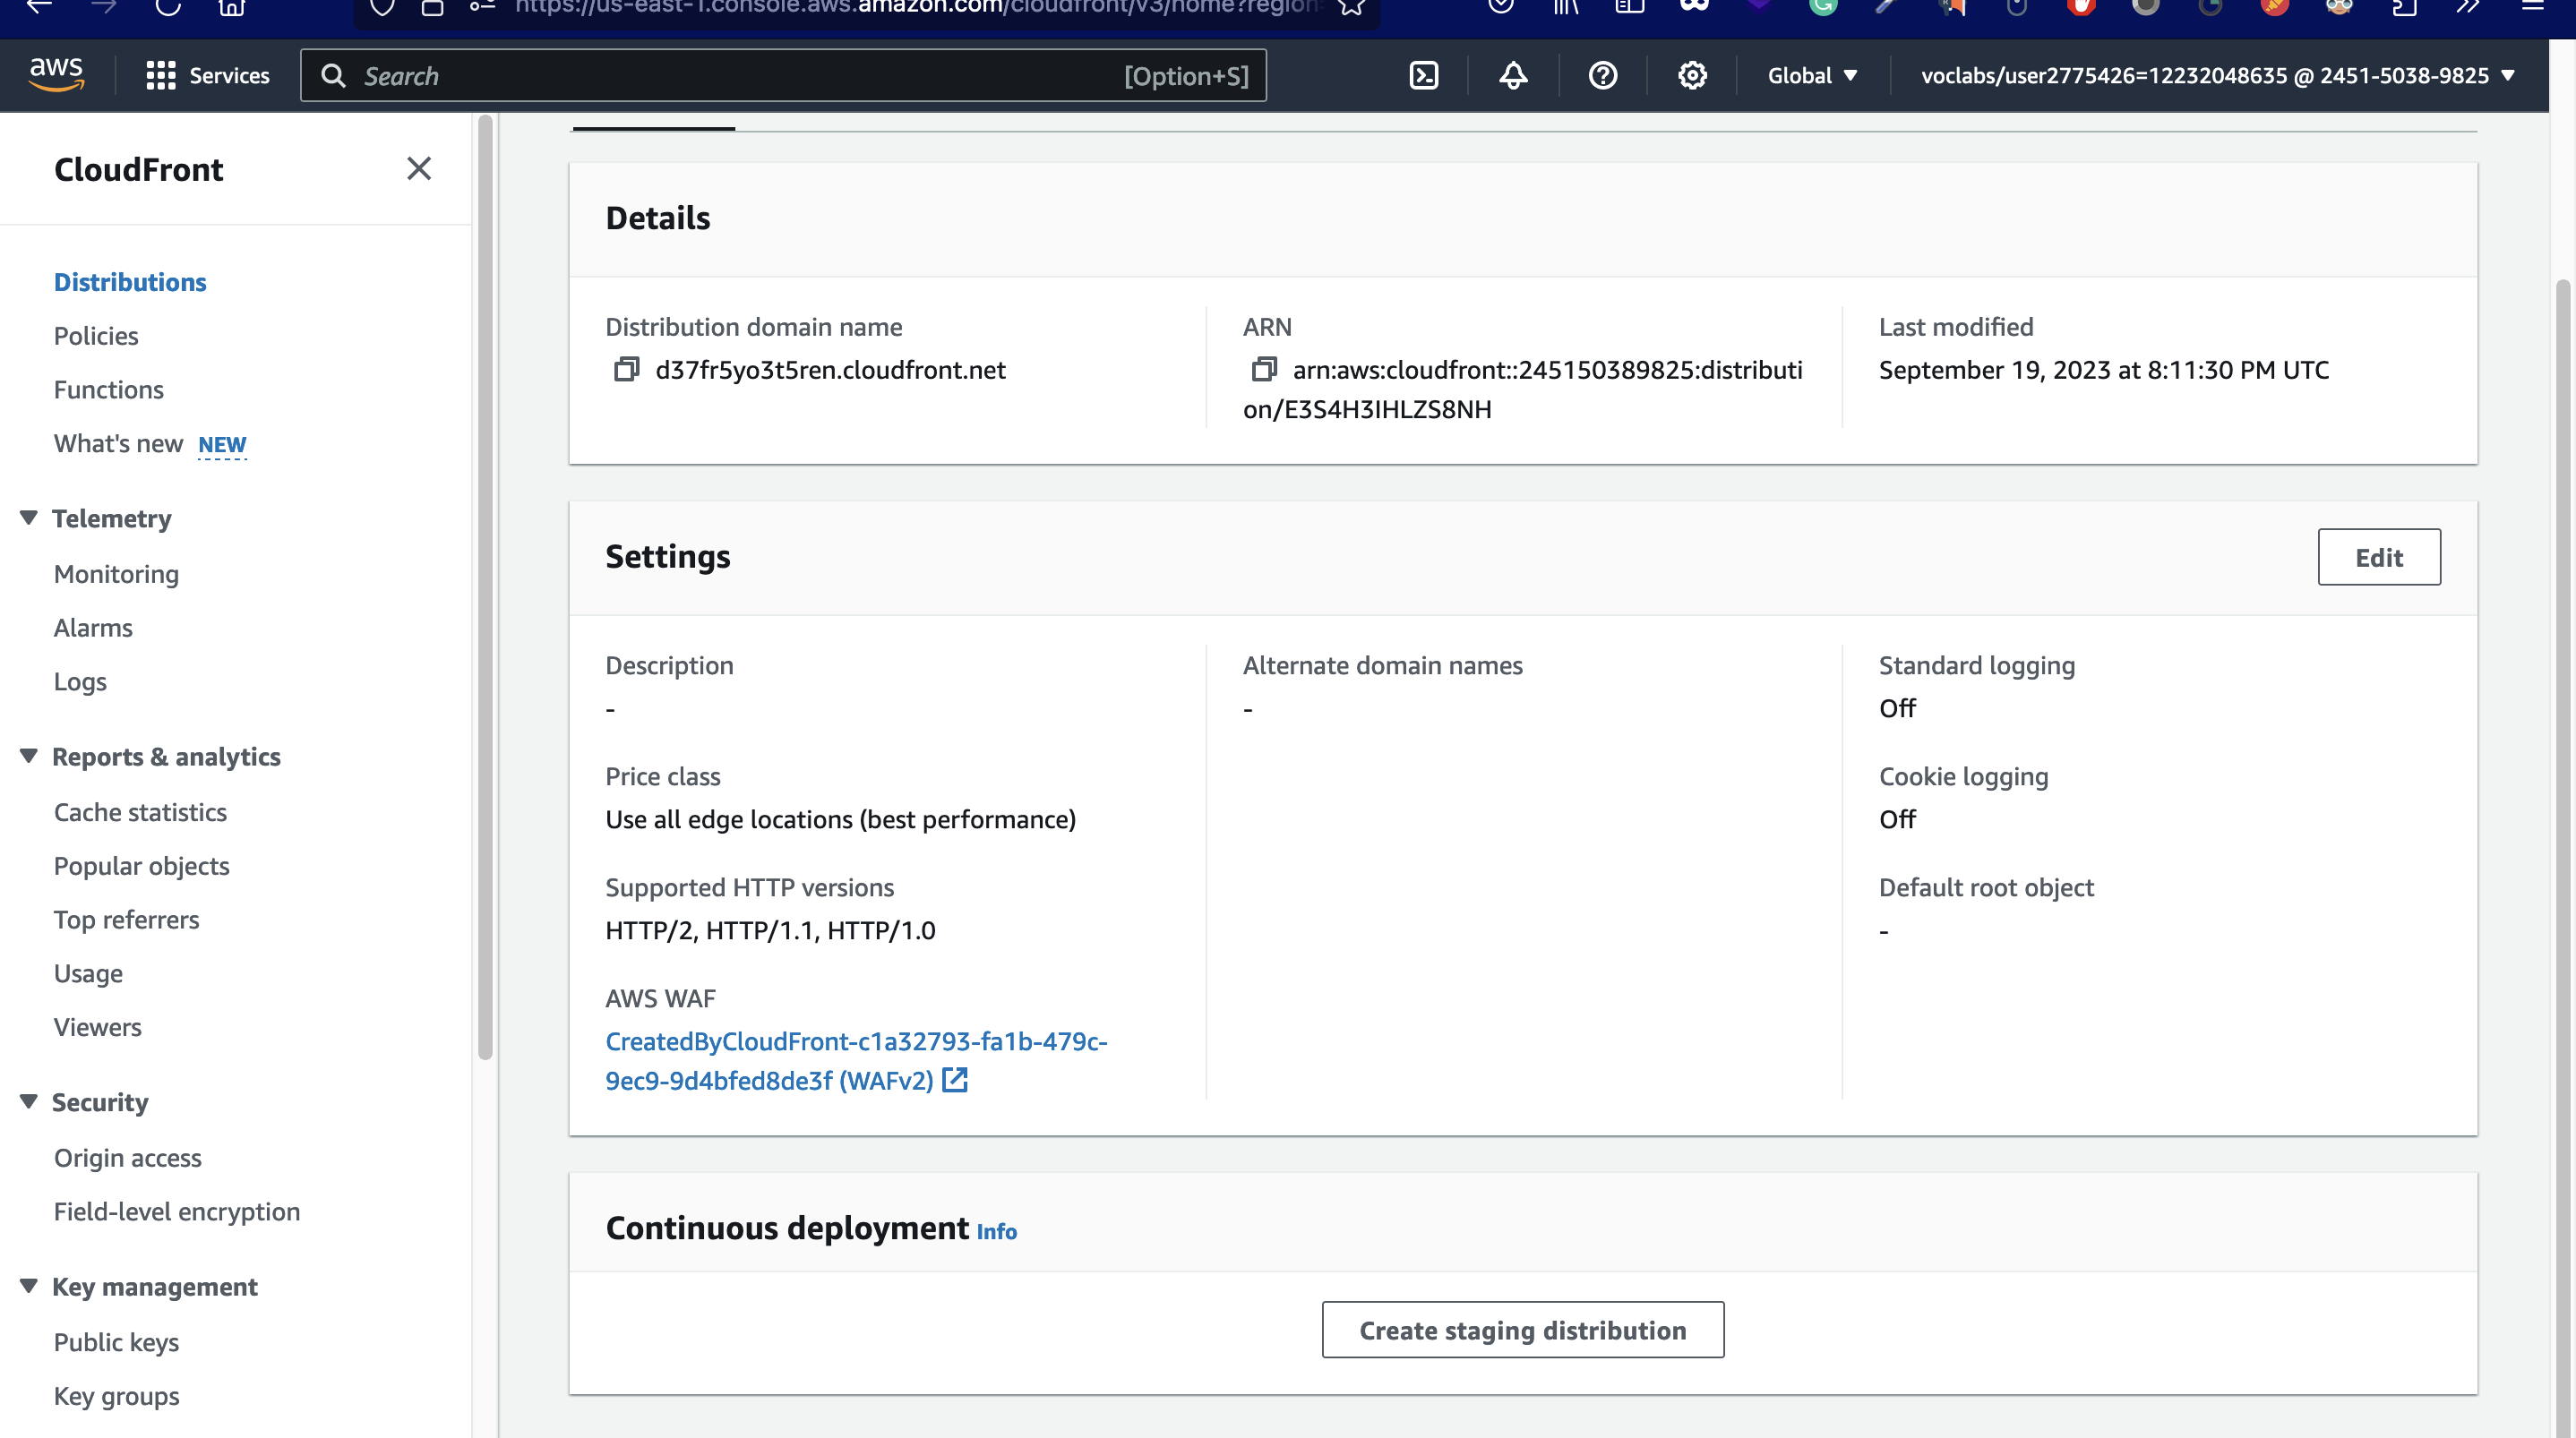 https://us-east-1.console.aws.amazon.com/cloudfront/v3/home?region
aws
Services
Search
[Option+S]
Global
voclabs/user2775426=12232048635 @ 2451-5038-9825
CloudFront
Distributions
Policies
Functions
What's new NEW
Telemetry
Monitoring
Alarms
Logs
Reports & analytics
Cache statistics
Popular objects
Top referrers
Usage
Viewers
Security
Origin access
Field-level encryption
Key management
Public keys
Key groups
Details
Distribution domain name
d37fr5yo3t5ren.cloudfront.net
ARN
arn:aws:cloudfront::245150389825:distributi
on/E3S4H3IHLZS8NH
Last modified
September 19, 2023 at 8:11:30 PM UTC
Settings
Edit
Description
-
Price class
Use all edge locations (best performance)
Supported HTTP versions
HTTP/2, HTTP/1.1, HTTP/1.0
AWS WAF
CreatedByCloudFront-c1a32793-fa1b-479c-
9ec9-9d4bfed8de3f (WAFv2)
Alternate domain names
-
Standard logging
Off
Cookie logging
Off
Default root object
-
Continuous deployment Info
Create staging distribution